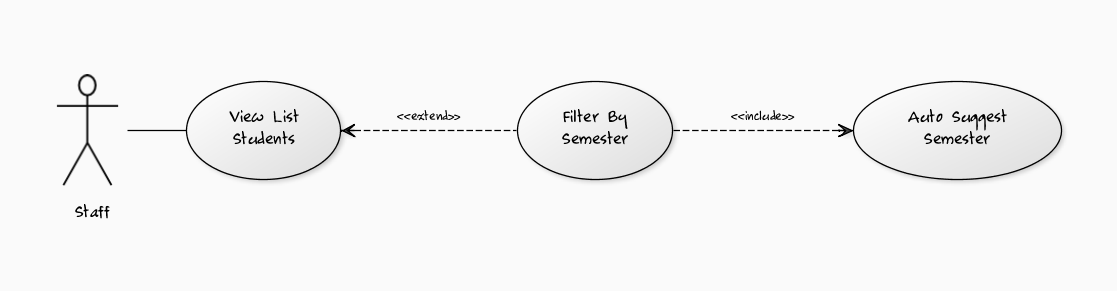 View List
Students
<<extend>>
Filter By
Semester
<<include>>
Auto Suggest
Semester
Staff